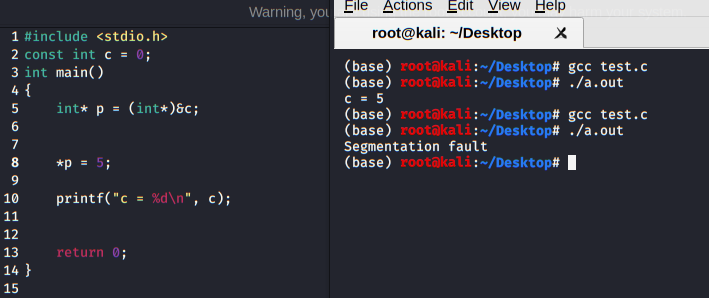 Warning, you
1 #include <stdio.h>
2 const int c = 0;
3 int main()
4 {
5 int* p = (int*)&c;
6
7
8 *p = 5;
9
10 printf("c = %d\n", c);
11
12
13 return 0;
14 }
15
File Actions Edit View Help
root@kali: ~/Desktop X
(base) root@kali:~/Desktop# gcc test.c
(base) root@kali:~/Desktop# ./a.out
c = 5
(base) root@kali:~/Desktop# gcc test.c
(base) root@kali:~/Desktop# ./a.out
Segmentation fault
(base) root@kali:~/Desktop#